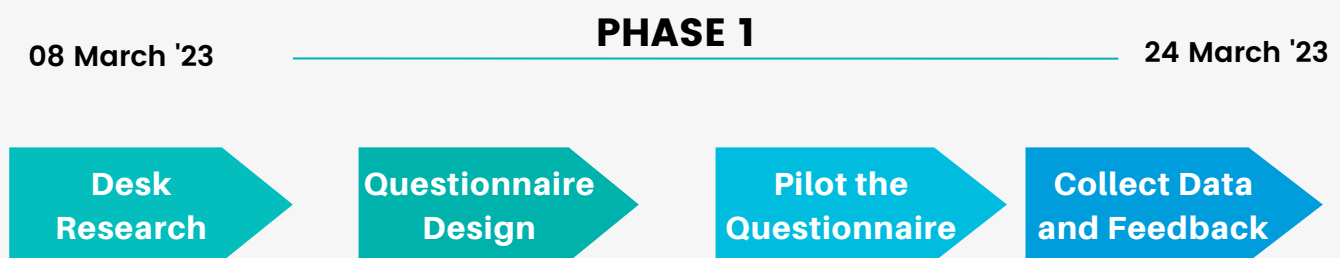 PHASE 1
08 March '23
24 March '23
Desk
Research
Questionnaire
Design
Pilot the
Questionnaire
Collect Data
and Feedback